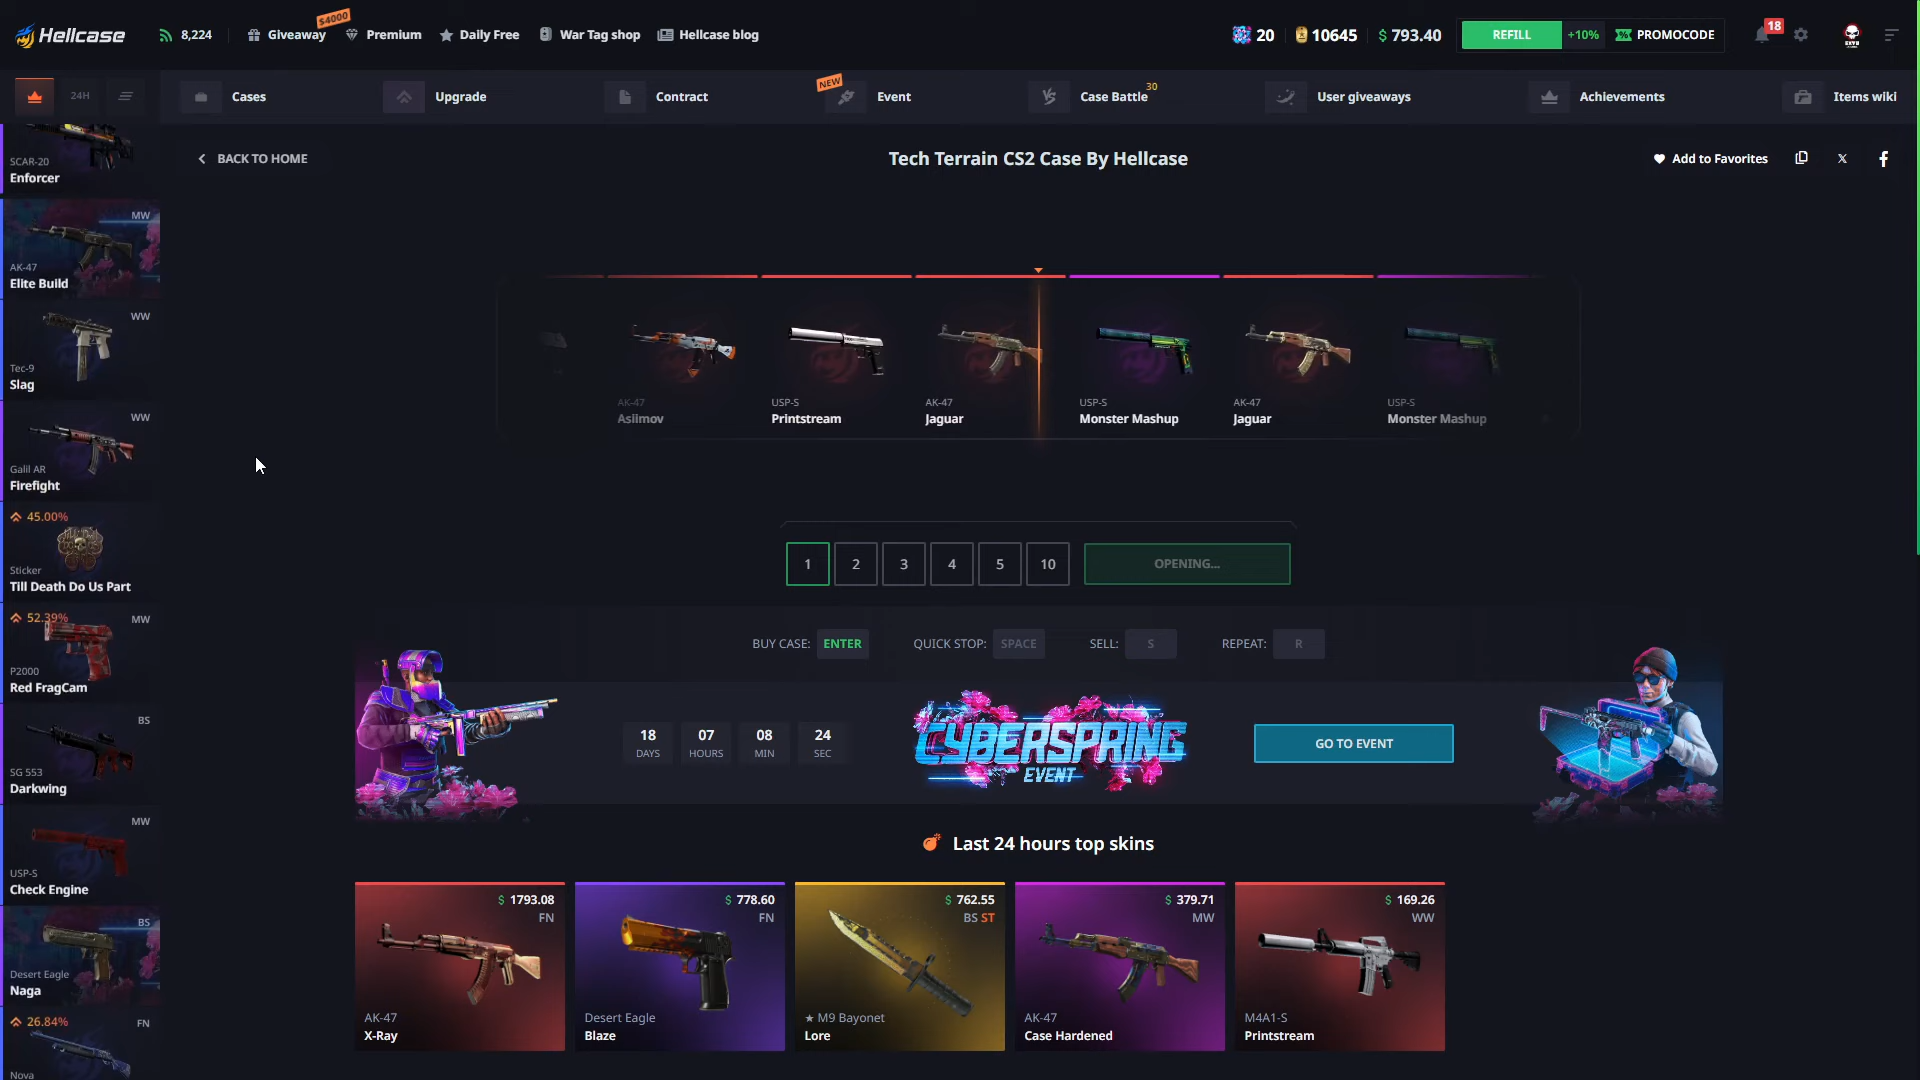 Hellcase
8,224
$4000
Giveaway
Premium
Daily Free
War Tag shop
Hellcase blog
20
10645
$ 793.40
REFILL
+10%
PROMOCODE
18
24H
Cases
Upgrade
Contract
NEW
Event
Case Battle
30
User giveaways
Achievements
Items wiki
BACK TO HOME
Tech Terrain CS2 Case By Hellcase
Add to Favorites
SCAR-20
Enforcer
MW
AK-47
Elite Build
WW
Tec-9
Slag
WW
Galil AR
Firefight
45.00%
Sticker
Till Death Do Us Part
52.39%
MW
P2000
Red FragCam
BS
SG 553
Darkwing
MW
USP-S
Check Engine
BS
Desert Eagle
Naga
26.84%
FN
Nova
AK-47
Asiimov
USP-S
Printstream
AK-47
Jaguar
USP-S
Monster Mashup
AK-47
Jaguar
USP-S
Monster Mashup
1 2 3 4 5 10
OPENING...
BUY CASE: ENTER
QUICK STOP: SPACE
SELL: S
REPEAT: R
18 07 08 24
DAYS HOURS MIN SEC
CYBERSPRING
EVENT
GO TO EVENT
Last 24 hours top skins
$ 1793.08
FN
AK-47
X-Ray
$ 778.60
FN
Desert Eagle
Blaze
$ 762.55
BS ST
★ M9 Bayonet
Lore
$ 379.71
MW
AK-47
Case Hardened
$ 169.26
WW
M4A1-S
Printstream